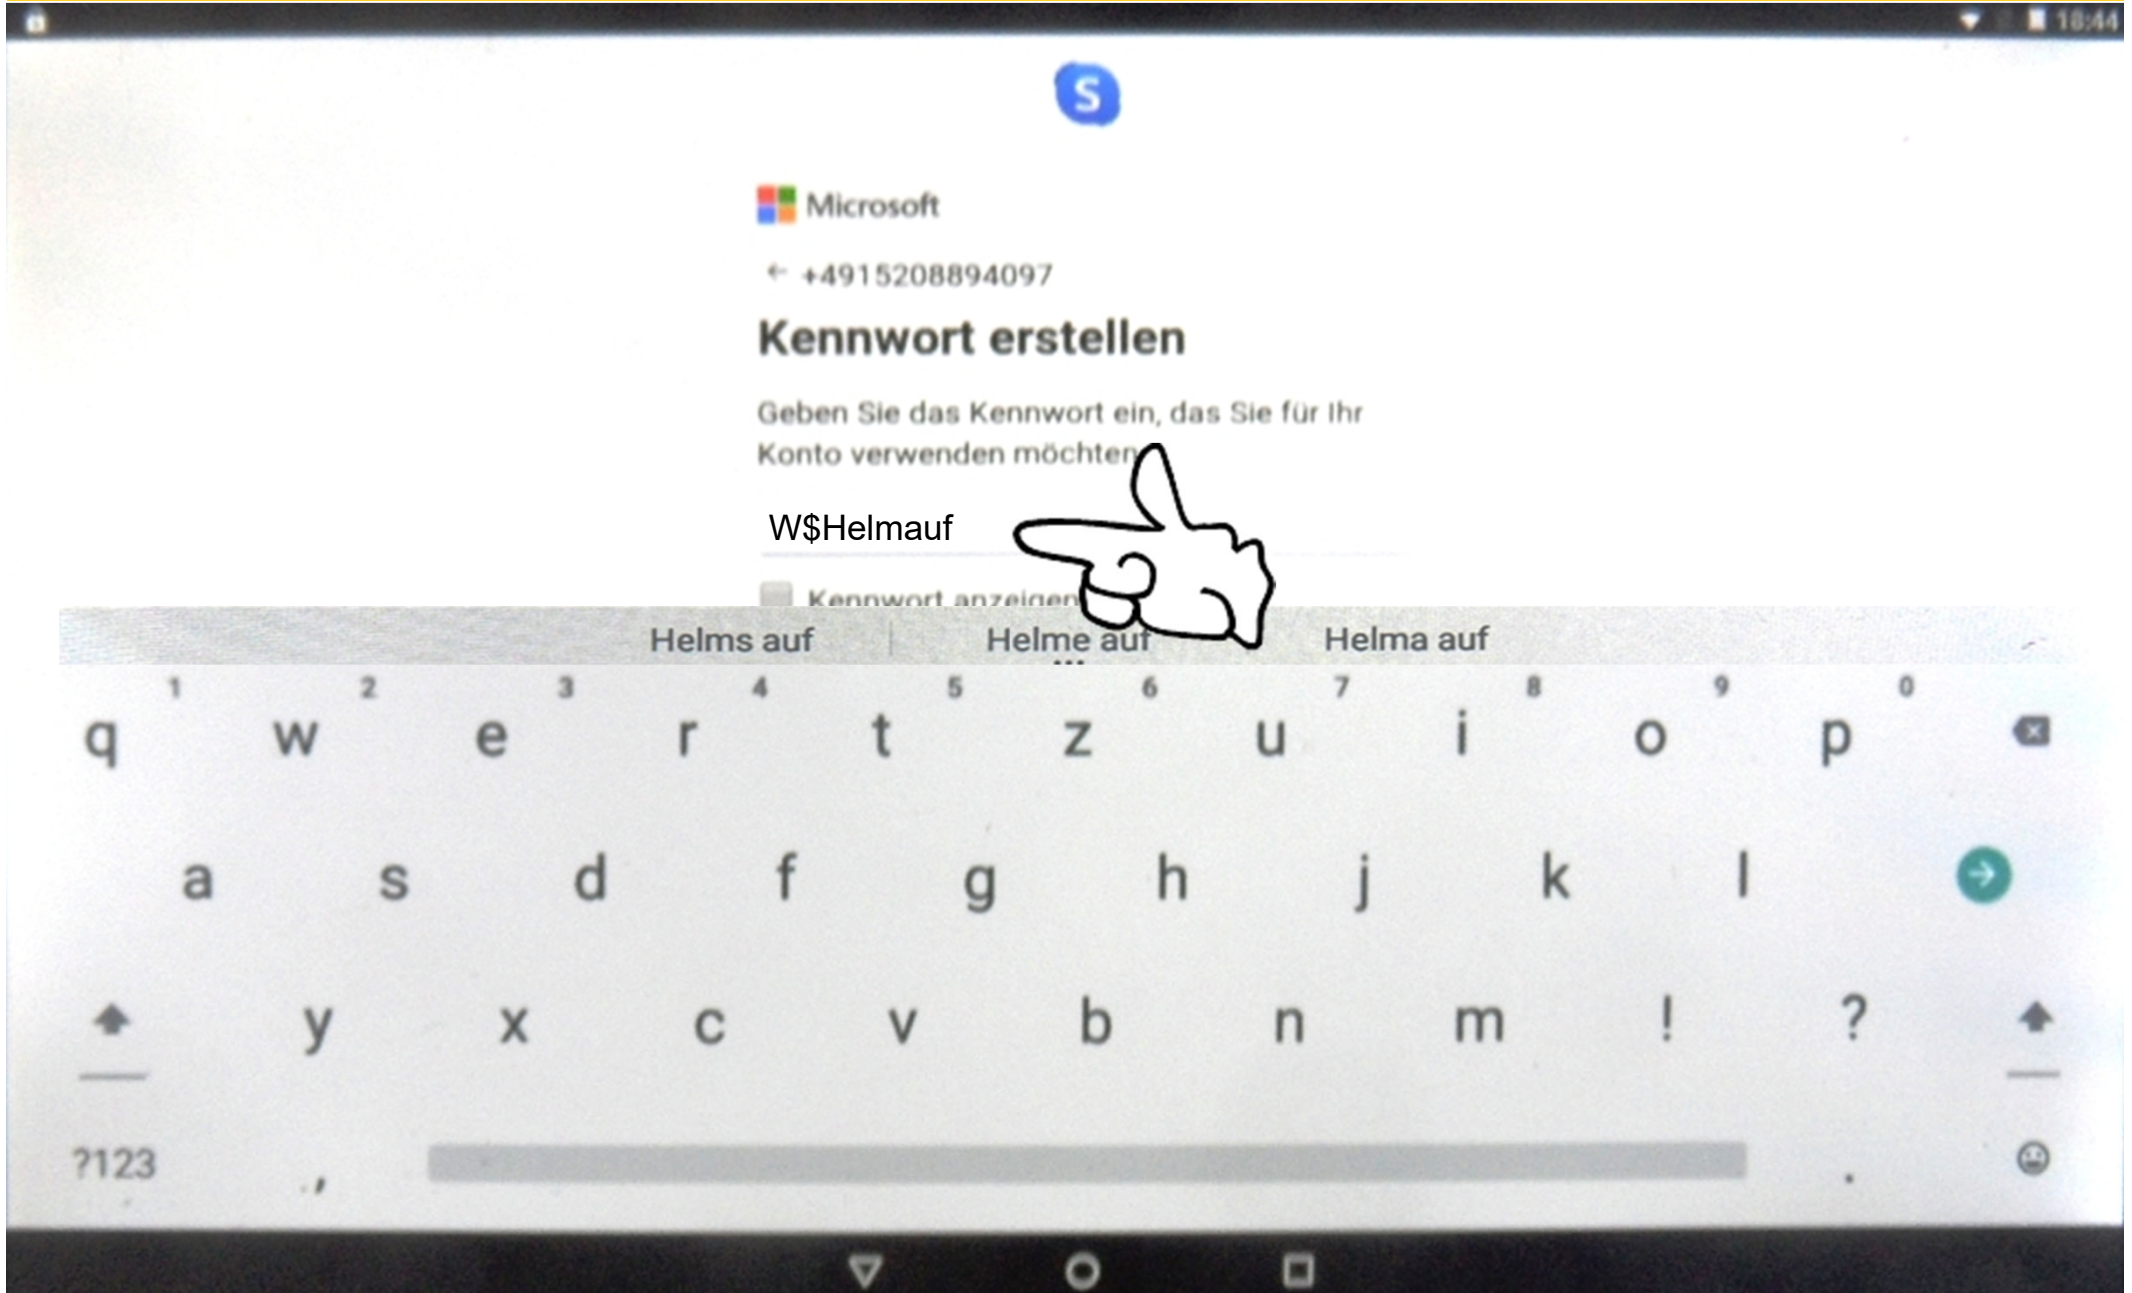 18:44
S
Microsoft
← +4915208894097
Kennwort erstellen
Geben Sie das Kennwort ein, das Sie für Ihr
Konto verwenden möchten
W$Helmauf
Kennwort anzeigen
Helms auf Helme auf Helma auf
1 2 3 4 5 6 7 8 9 0
q w e r t z u i o p
a s d f g h j k l
y x c v b n m ! ?
?123 , .